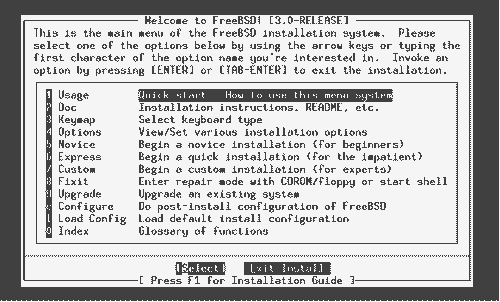 Welcome to FreeBSD! [3.0-RELEASE]
This is the main menu of the FreeBSD installation system. Please
select one of the options below by using the arrow keys or typing the
first character of the option name you're interested in. Invoke an
option by pressing [ENTER] or [TAB-ENTER] to exit the installation.
1 Usage Quick start - How to use this menu system
2 Doc Installation instructions, README, etc.
3 Keymap Select keyboard type
4 Options View/Set various installation options
5 Novice Begin a novice installation (for beginners)
6 Express Begin a quick installation (for the impatient)
7 Custom Begin a custom installation (for experts)
8 Fixit Enter repair mode with CDROM/floppy or start shell
9 Upgrade Upgrade an existing system
c Configure Do post-install configuration of FreeBSD
l Load Config Load default install configuration
0 Index Glossary of functions
[Select] [Exit Install]
[ Press F1 for Installation Guide ]